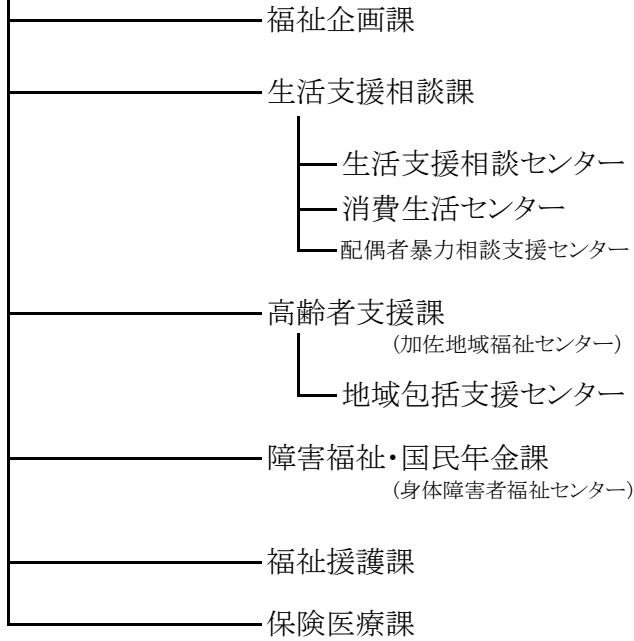 福祉企画課
生活支援相談課
生活支援相談センター
消費生活センター
配偶者暴力相談支援センター
高齢者支援課
(加佐地域福祉センター)
地域包括支援センター
障害福祉・国民年金課
(身体障害者福祉センター)
福祉援護課
保険医療課